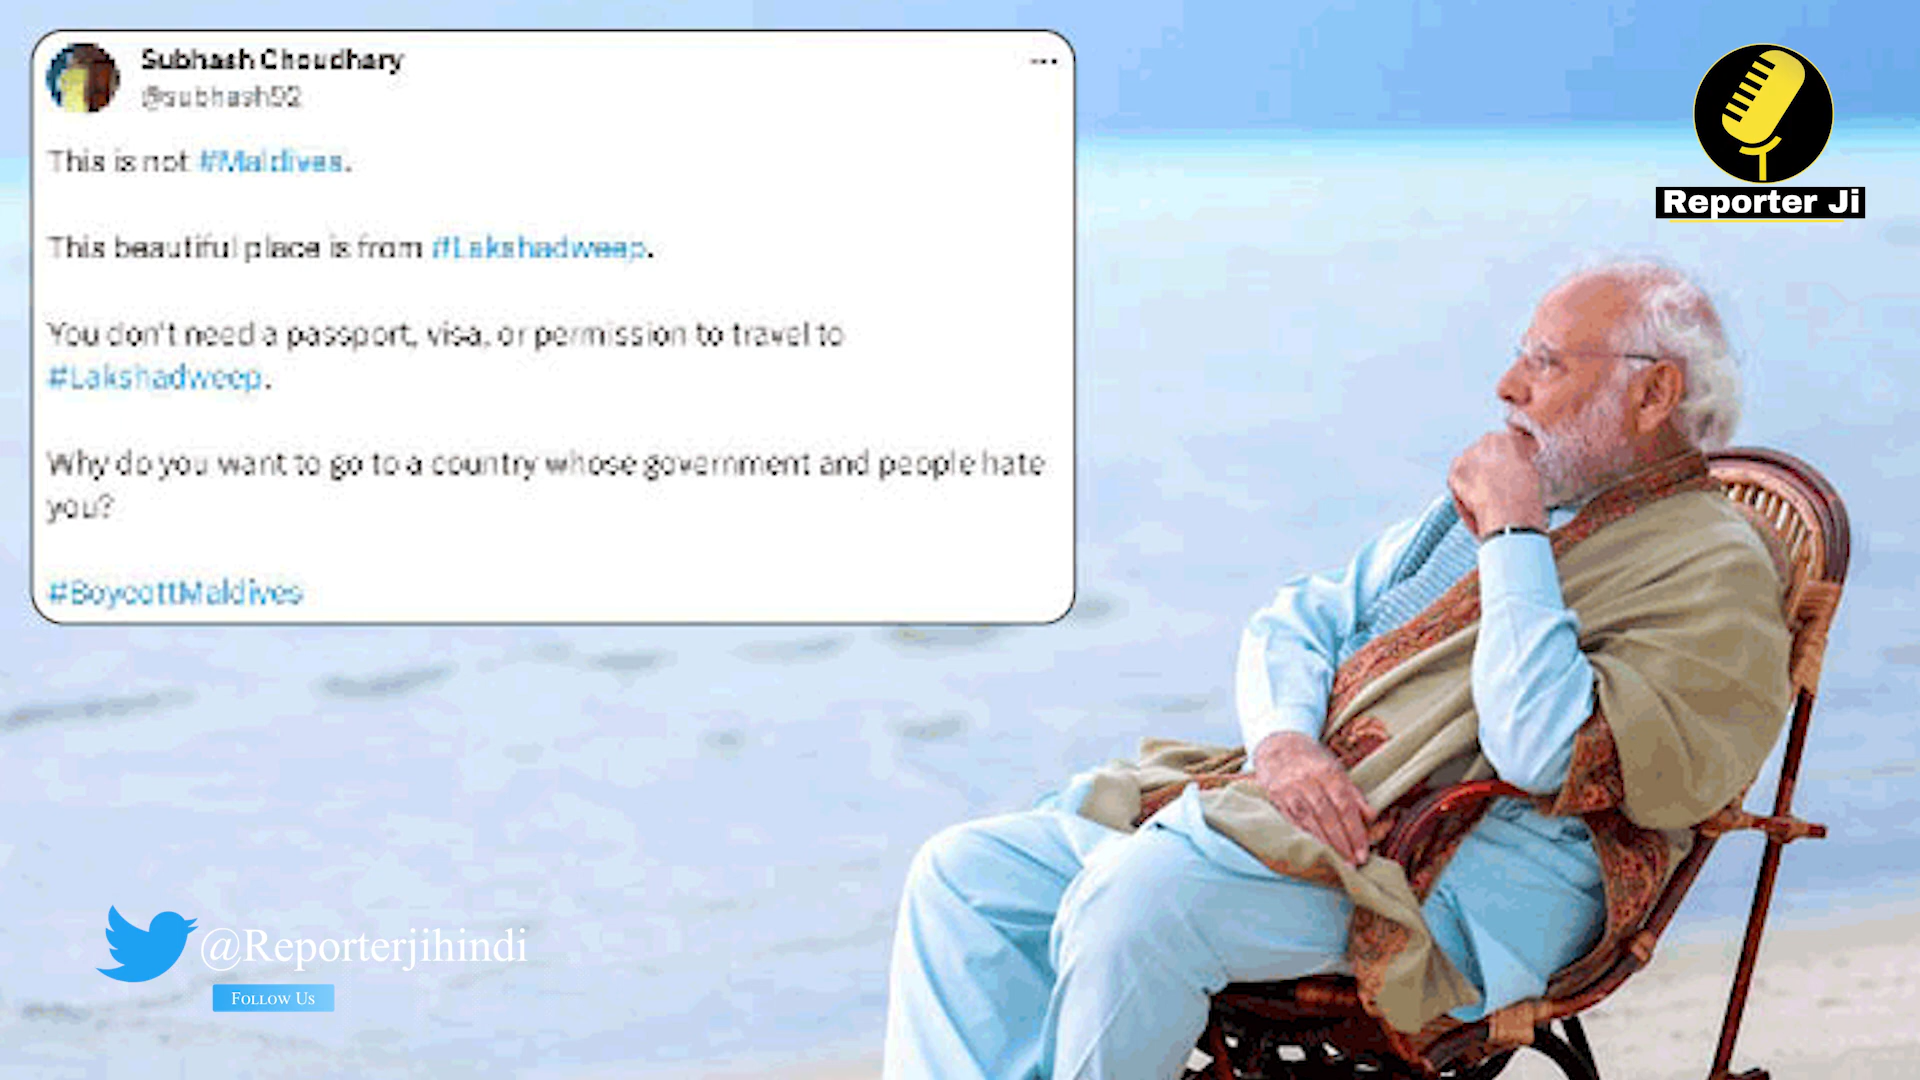 Subhash Choudhary
@subhash92
This is not #Maldives.
This beautiful place is from #Lakshadweep.
You don't need a passport, visa, or permission to travel to
#Lakshadweep.
Why do you want to go to a country whose government and people hate
you?
#BoycottMaldives
Reporter Ji
@Reporterjihindi
Follow Us